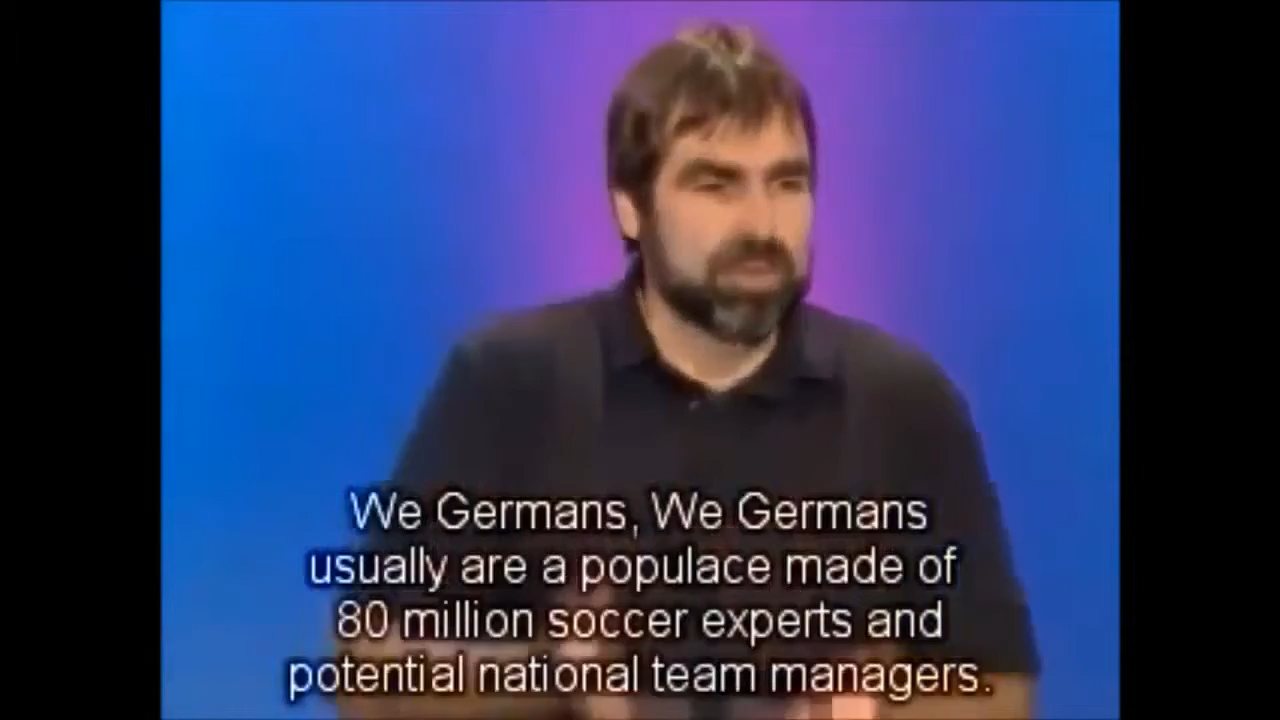 We Germans, We Germans
usually are a populace made of
80 million soccer experts and
potential national team managers.